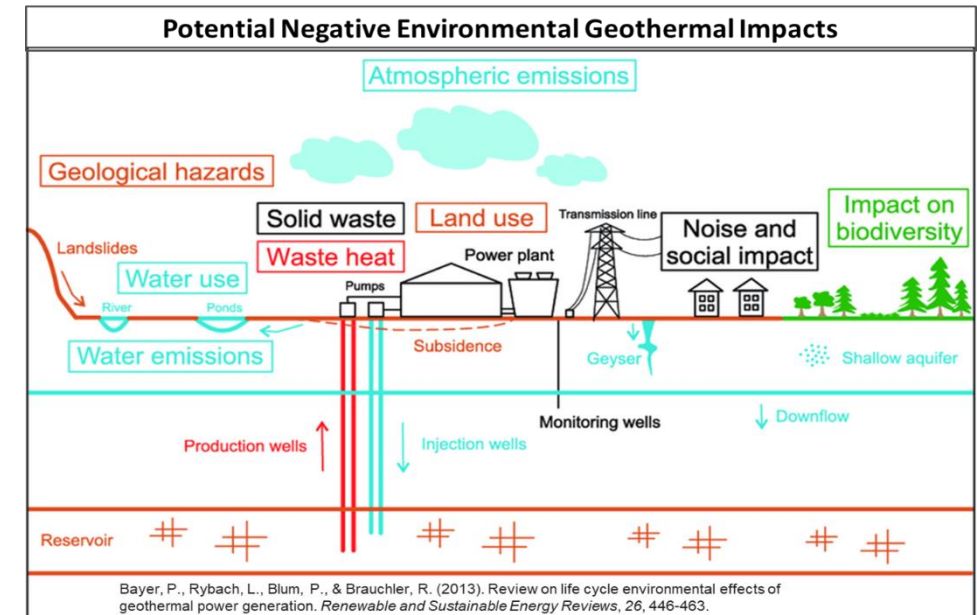 Potential Negative Environmental Geothermal Impacts
Atmospheric emissions
Geological hazards
Solid waste
Land use
Transmission line
Noise and
social impact
Impact on
biodiversity
Landslides
Water use
Waste heat
Power plant
Pumps
River
Ponds
Water emissions
Subsidence
Geyser
Shallow aquifer
Monitoring wells
Downflow
Production wells
Injection wells
Reservoir
Bayer, P., Rybach, L., Blum, P., & Brauchler, R. (2013). Review on life cycle environmental effects of
geothermal power generation. Renewable and Sustainable Energy Reviews, 26, 446-463.